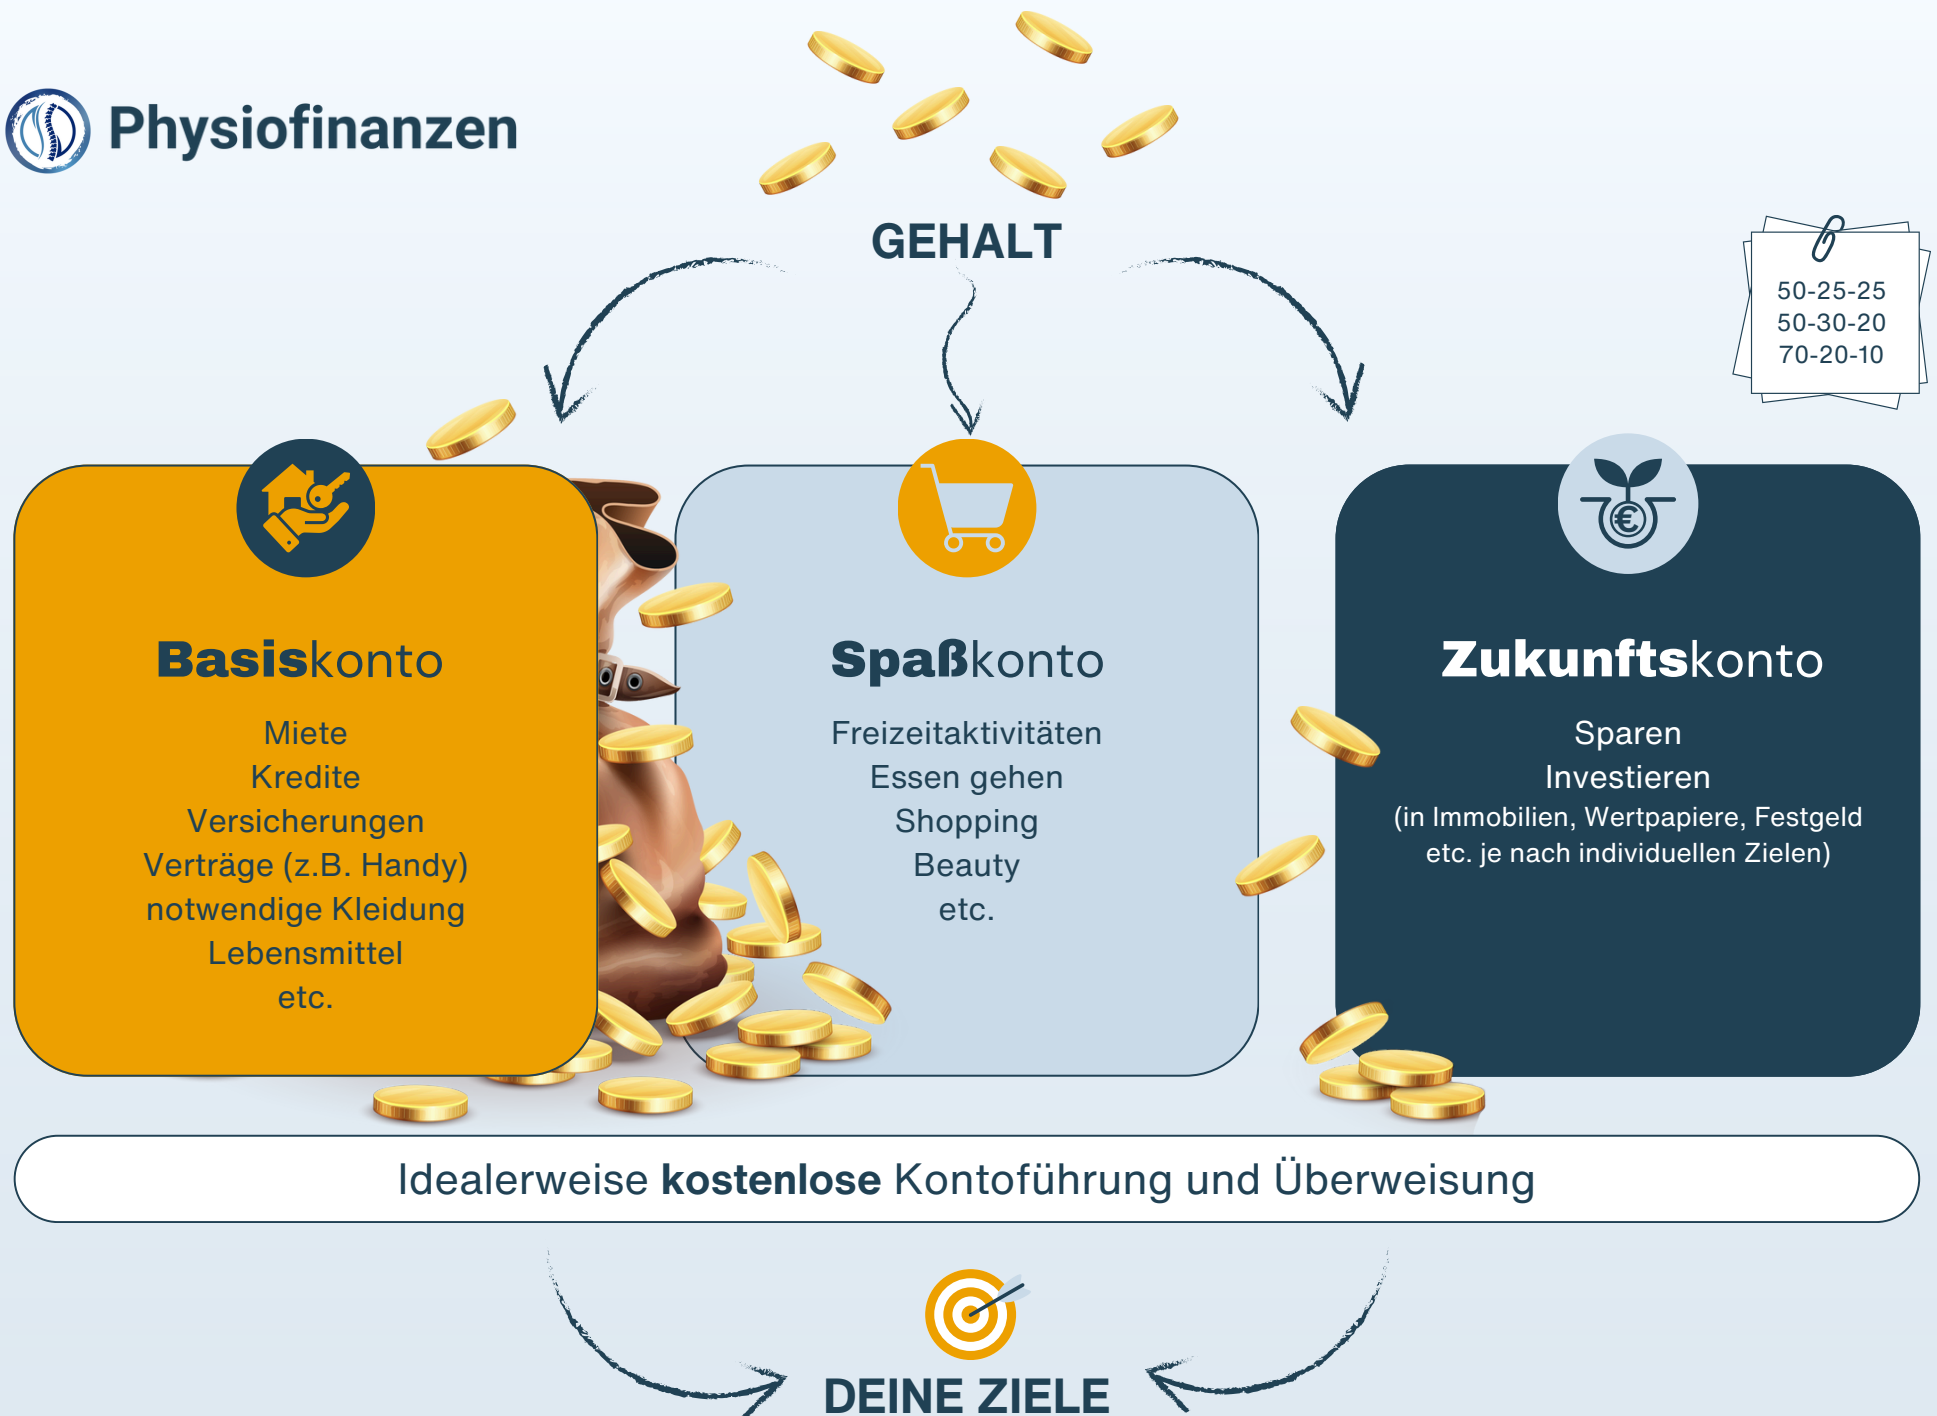 Physiofinanzen
GEHALT
50-25-25
50-30-20
70-20-10
Basiskonto
Miete
Kredite
Versicherungen
Verträge (z.B. Handy)
notwendige Kleidung
Lebensmittel
etc.
Spaßkonto
Freizeitaktivitäten
Essen gehen
Shopping
Beauty
etc.
Zukunftskonto
Sparen
Investieren
(in Immobilien, Wertpapiere, Festgeld
etc. je nach individuellen Zielen)
Idealerweise kostenlose Kontoführung und Überweisung
DEINE ZIELE